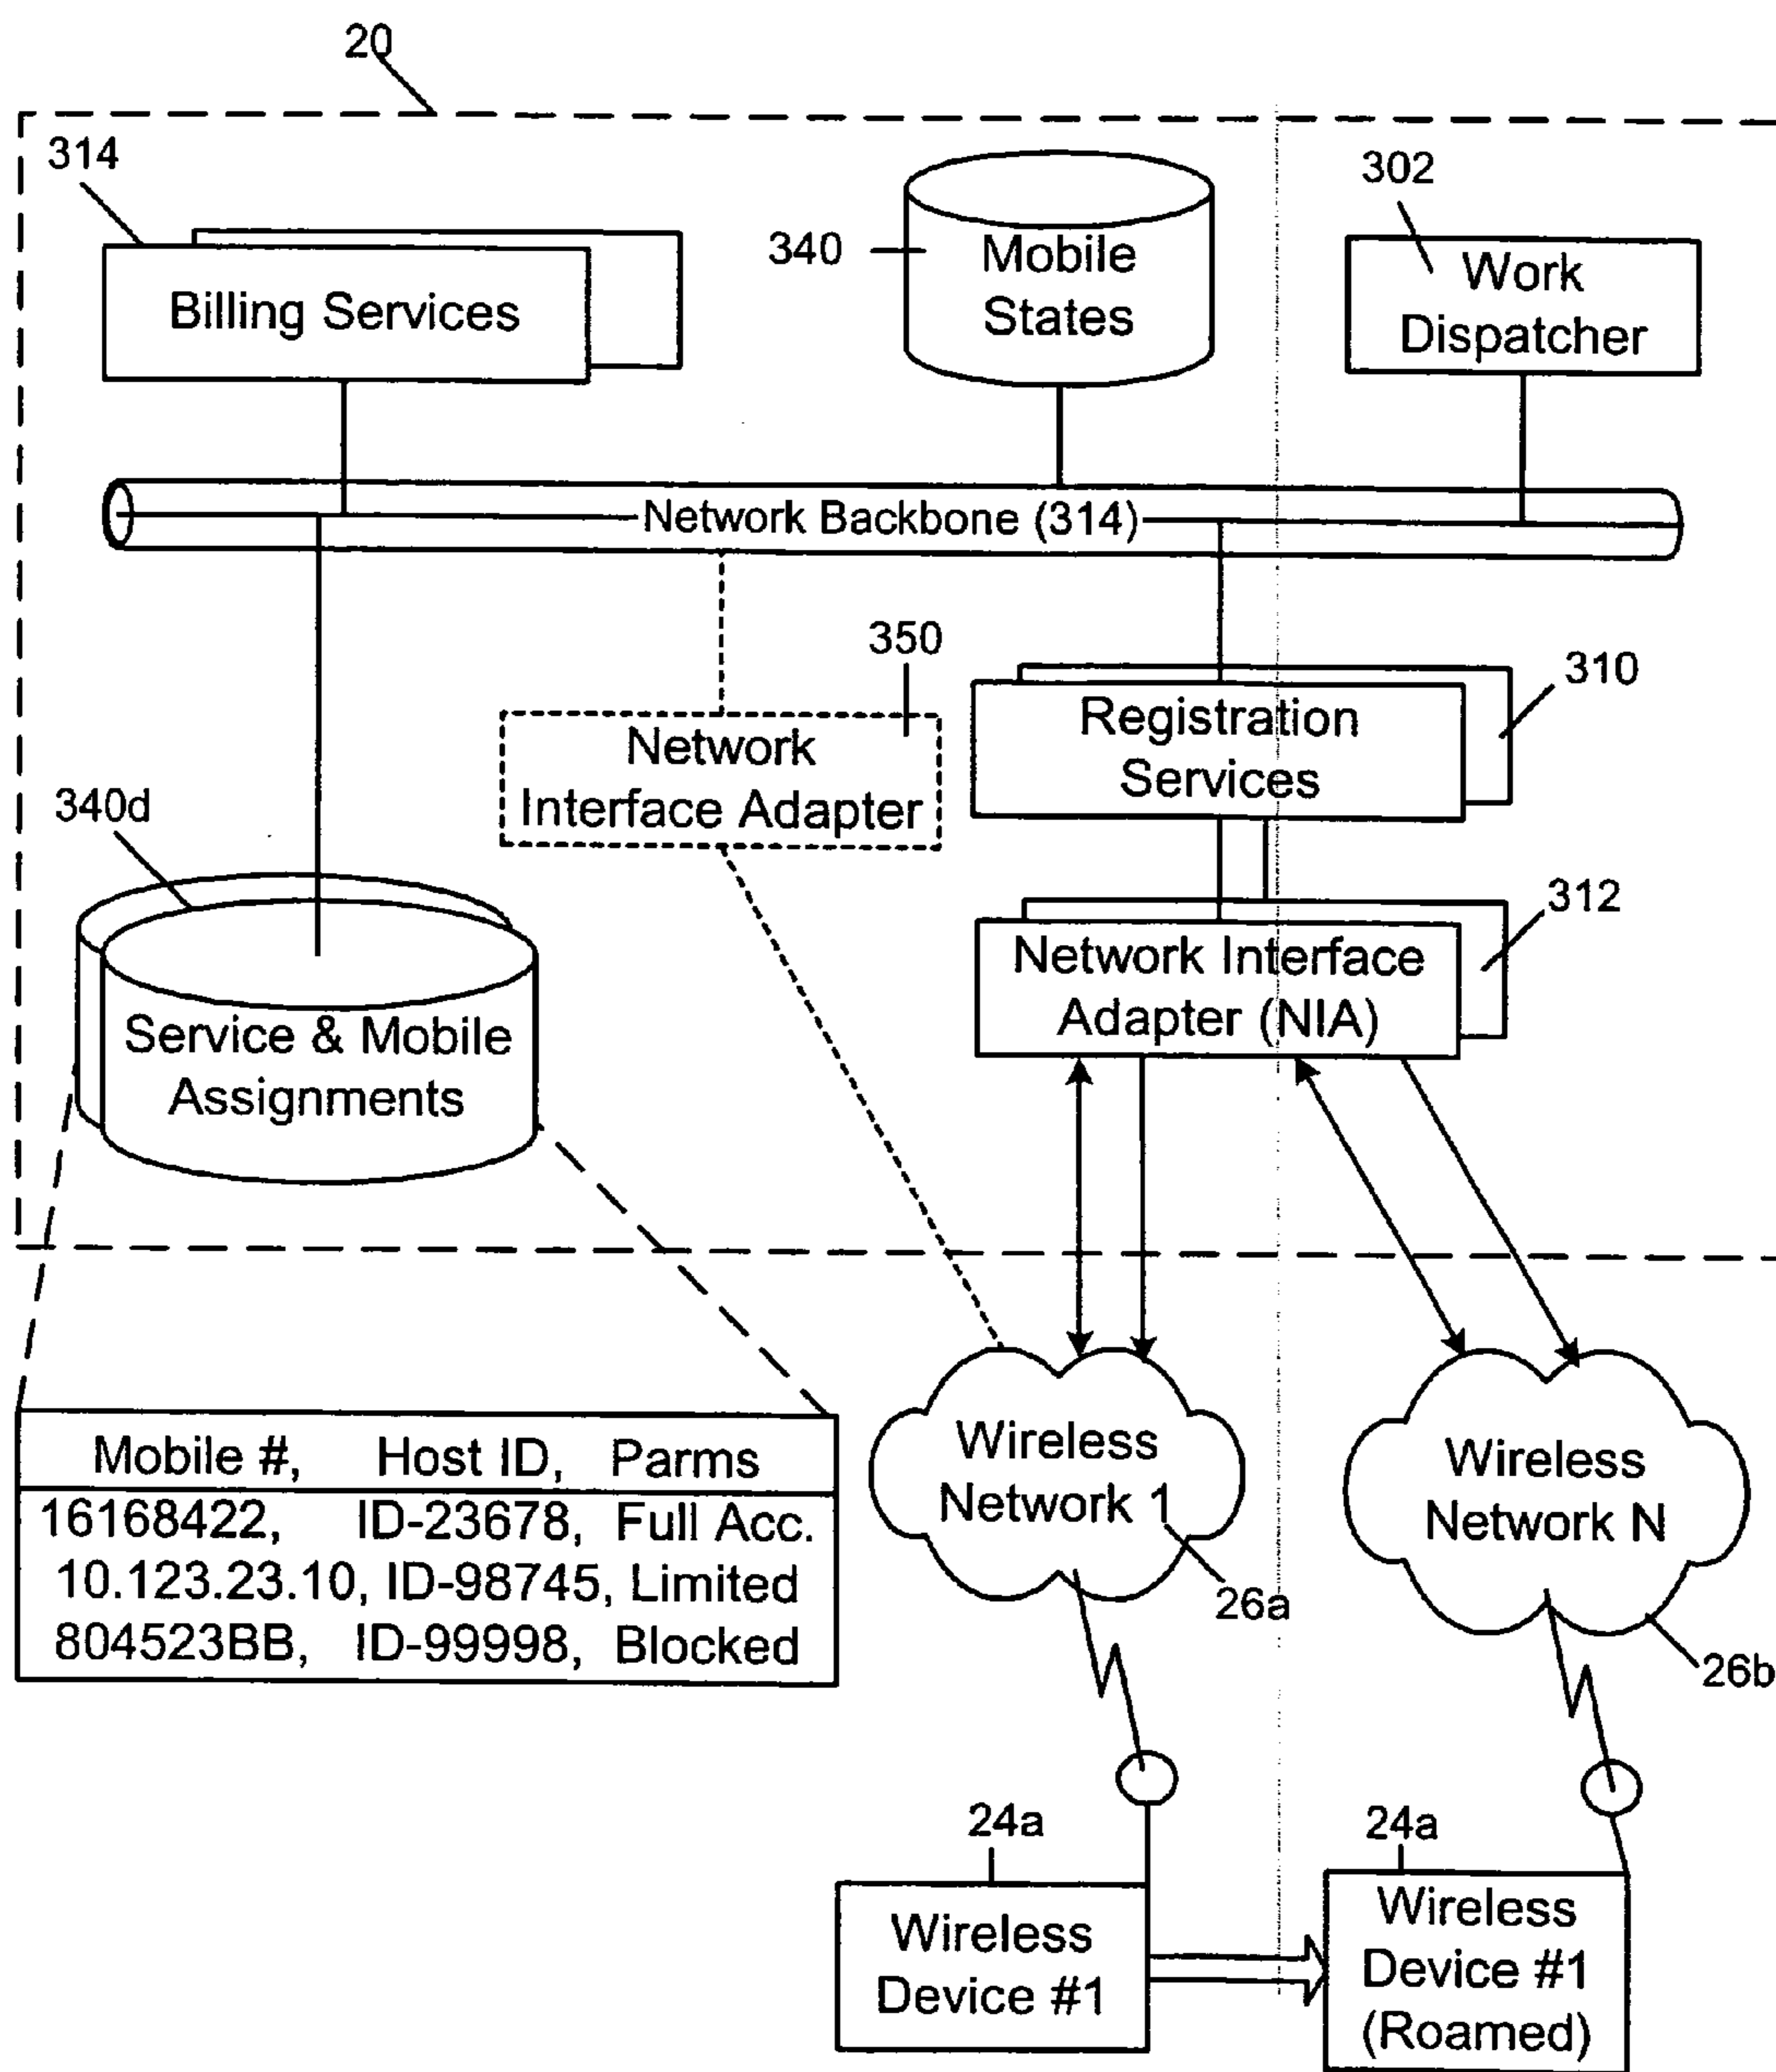 20
314
Billing Services
340
Mobile
States
302
Work
Dispatcher
Network Backbone (314)
350
Network
Interface Adapter
310
Registration
Services
340d
Service & Mobile
Assignments
312
Network Interface
Adapter (NIA)
Mobile #, Host ID, Parms
16168422, ID-23678, Full Acc.
10.123.23.10, ID-98745, Limited
804523BB, ID-99998, Blocked
Wireless
Network 1
26a
Wireless
Network N
26b
24a
Wireless
Device #1
24a
Wireless
Device #1
(Roamed)